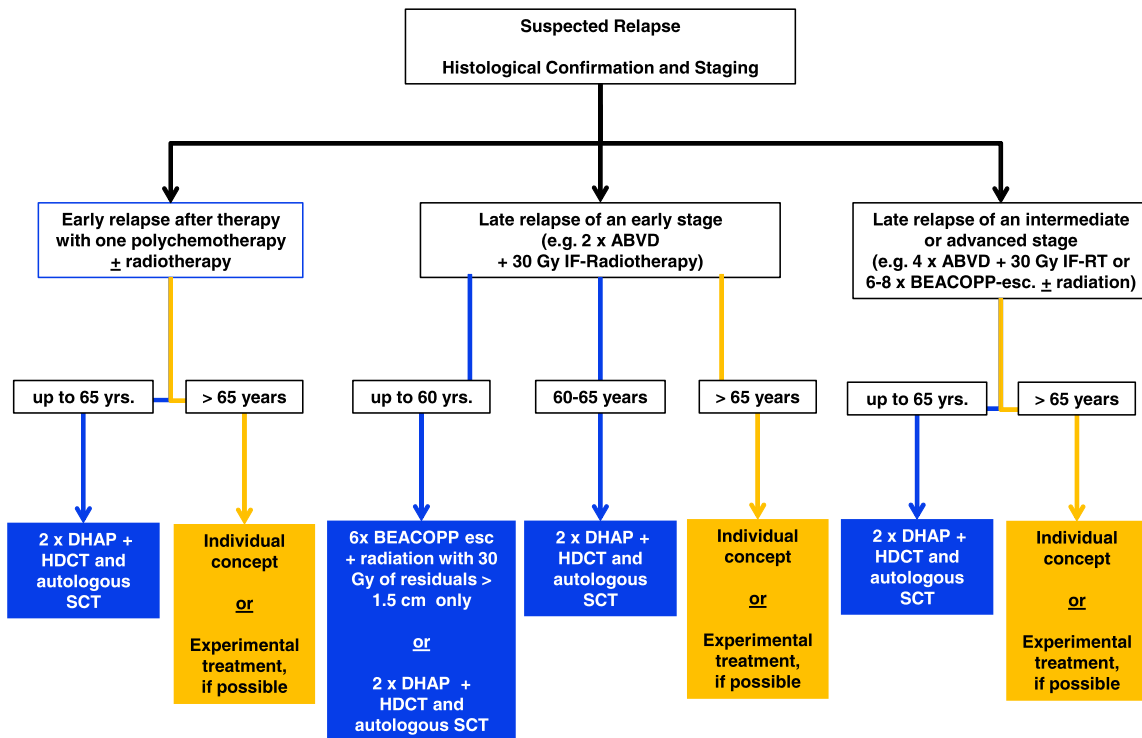 Suspected Relapse
Histological Confirmation and Staging
Early relapse after therapy
with one polychemotherapy
± radiotherapy
Late relapse of an early stage
(e.g. 2 x ABVD
+ 30 Gy IF-Radiotherapy)
Late relapse of an intermediate
or advanced stage
(e.g. 4 x ABVD + 30 Gy IF-RT or
6-8 x BEACOPP-esc. ± radiation)
up to 65 yrs.
> 65 years
up to 60 yrs.
60-65 years
> 65 years
up to 65 yrs.
> 65 years
2 x DHAP +
HDCT and
autologous
SCT
Individual
concept
or
Experimental
treatment,
if possible
6x BEACOPP esc
+ radiation with 30
Gy of residuals >
1.5 cm only
or
2 x DHAP +
HDCT and
autologous SCT
2 x DHAP +
HDCT and
autologous
SCT
Individual
concept
or
Experimental
treatment,
if possible
2 x DHAP +
HDCT and
autologous
SCT
Individual
concept
or
Experimental
treatment,
if possible